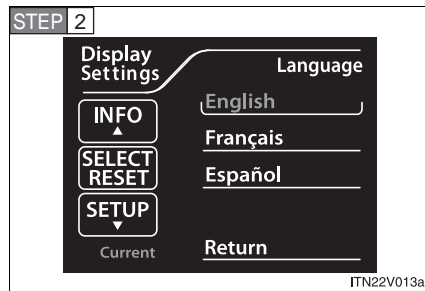 STEP 2
Display
Settings
Language
INFO
▲
SELECT
RESET
SETUP
▼
Current
English
Français
Español
Return
ITN22V013a